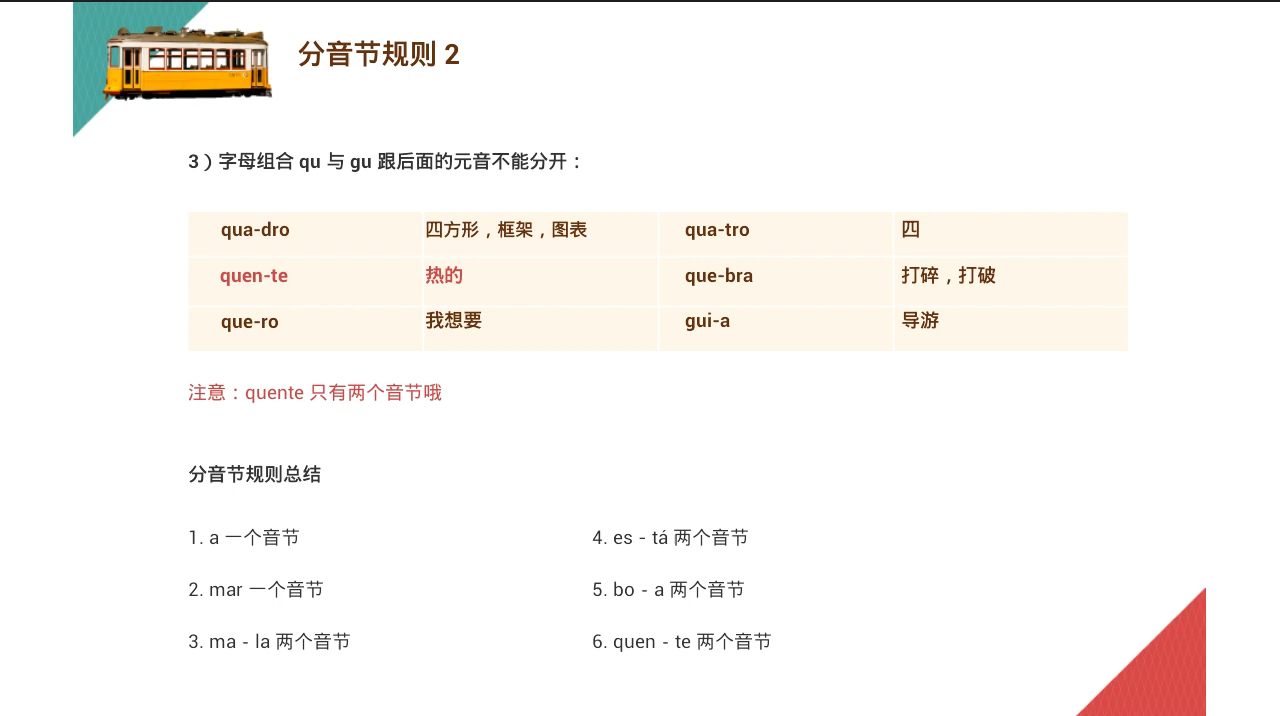 分音节规则 2
3）字母组合 qu 与 gu 跟后面的元音不能分开：
qua-dro 四方形，框架，图表 qua-tro 四
quen-te 热的 que-bra 打碎，打破
que-ro 我想要 gui-a 导游
注意：quente 只有两个音节哦
分音节规则总结
1. a 一个音节 4. es - tá 两个音节
2. mar 一个音节 5. bo - a 两个音节
3. ma - la 两个音节 6. quen - te 两个音节